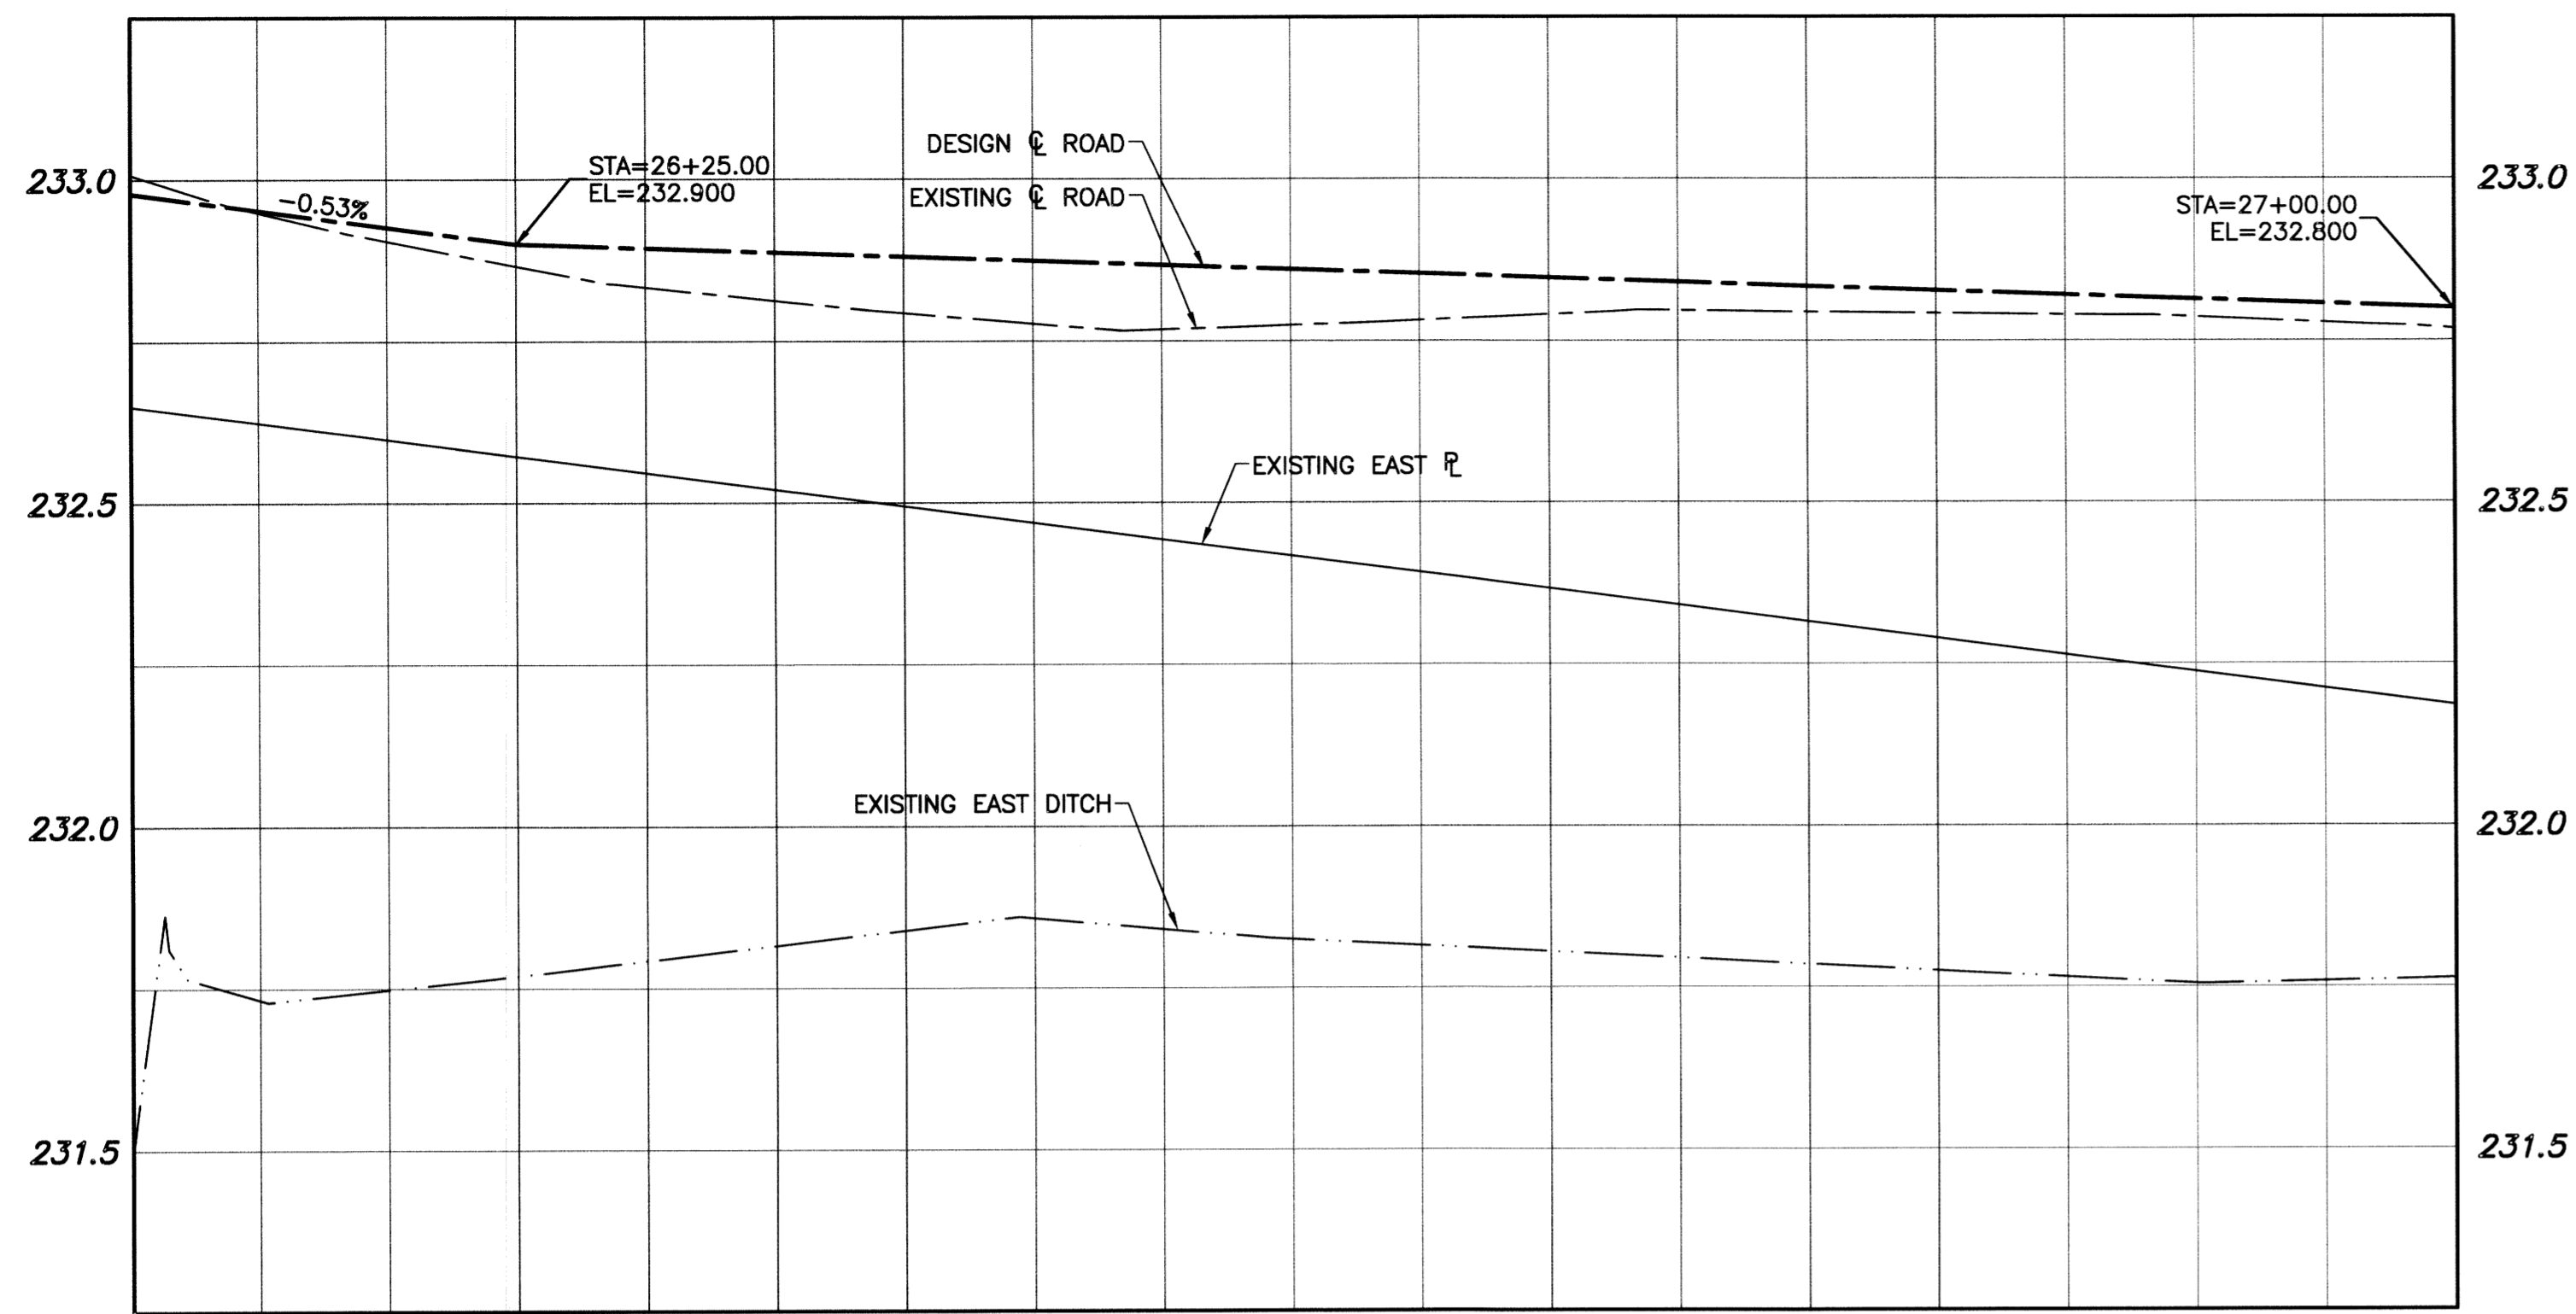 DESIGN ℄ ROAD
STA=26+25.00
EL=232.900
233.0
233.0
EXISTING ℄ ROAD
-0.53%
STA=27+00.00
EL=232.800
EXISTING EAST ⅊
232.5
232.5
EXISTING EAST DITCH
232.0
232.0
231.5
231.5